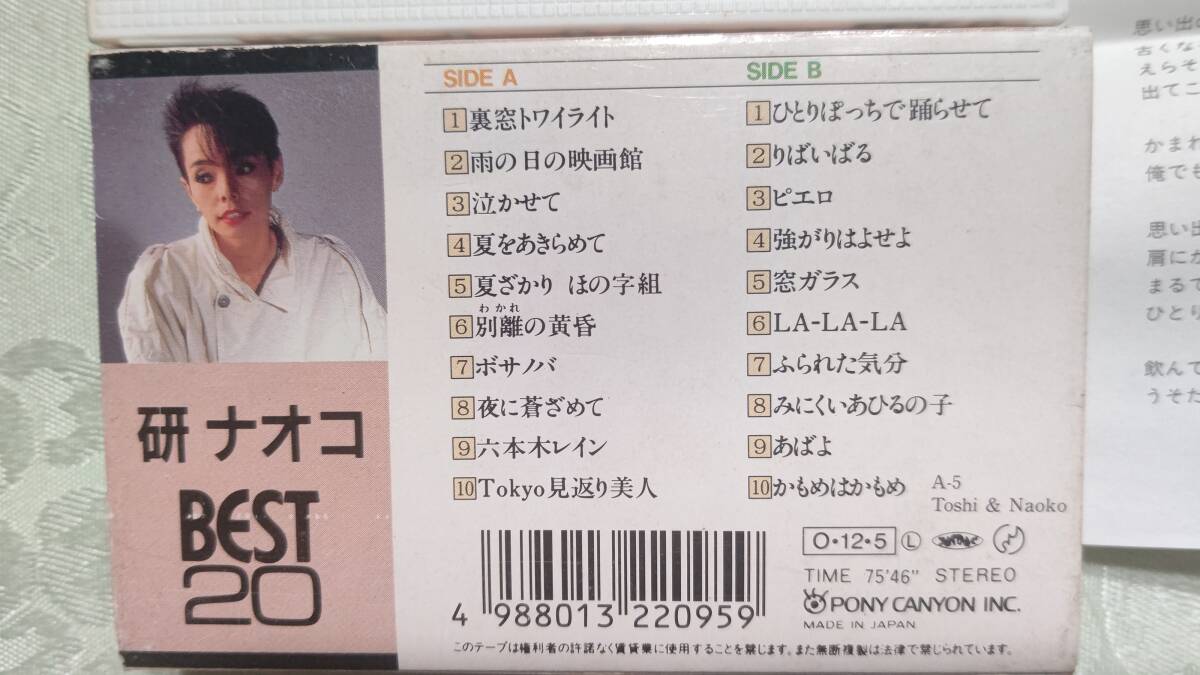 研 ナオコ
BEST
20
SIDE A
1 裏窓トワイライト
2 雨の日の映画館
3 泣かせて
4 夏をあきらめて
5 夏ざかり ほの字組
わかれ
6 別離の黄昏
7 ボサノバ
8 夜に蒼ざめて
9 六本木レイン
10 Tokyo見返り美人
SIDE B
1 ひとりぽっちで踊らせて
2 りばいばる
3 ピエロ
4 強がりはよせよ
5 窓ガラス
6 LA-LA-LA
7 ふられた気分
8 みにくいあひるの子
9 あばよ
10 かもめはかもめ
A-5
Toshi & Naoko
O・12・5 Ⓛ
TIME 75'46" STEREO
PONY CANYON INC.
MADE IN JAPAN
4 988013 220959
このテープは権利者の許諾なく賃貸業に使用することを禁じます。また無断複製は法律で禁じられています。
思い出の
古くな
えらそ
出てこ
かまれ
俺でも
思い出
肩にか
まるで
ひとり
飲んで
うそだ